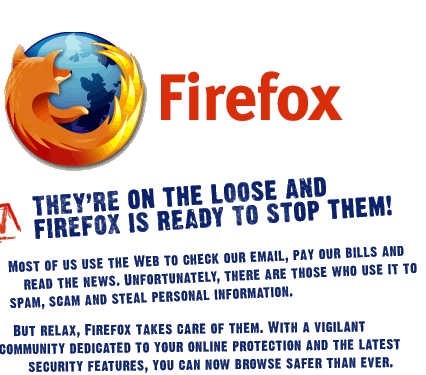 Firefox
THEY'RE ON THE LOOSE AND
FIREFOX IS READY TO STOP THEM!
MOST OF US USE THE WEB TO CHECK OUR EMAIL, PAY OUR BILLS AND
READ THE NEWS. UNFORTUNATELY, THERE ARE THOSE WHO USE IT TO
SPAM, SCAM AND STEAL PERSONAL INFORMATION.
BUT RELAX, FIREFOX TAKES CARE OF THEM. WITH A VIGILANT
COMMUNITY DEDICATED TO YOUR ONLINE PROTECTION AND THE LATEST
SECURITY FEATURES, YOU CAN NOW BROWSE SAFER THAN EVER.